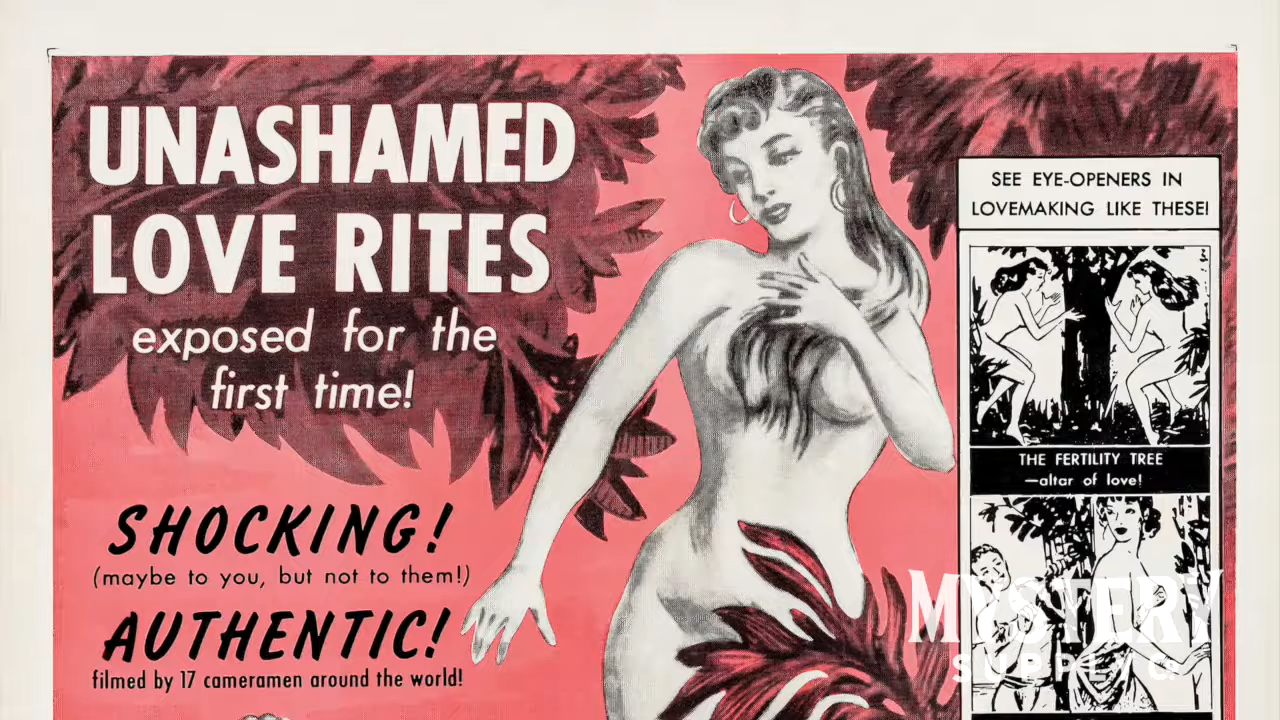 UNASHAMED
LOVE RITES
exposed for the
first time!
SHOCKING!
(maybe to you, but not to them!)
AUTHENTIC!
filmed by 17 cameramen around the world!
SEE EYE-OPENERS IN
LOVEMAKING LIKE THESE!
THE FERTILITY TREE
—altar of love!
MYSTERY
SUPPLY Co